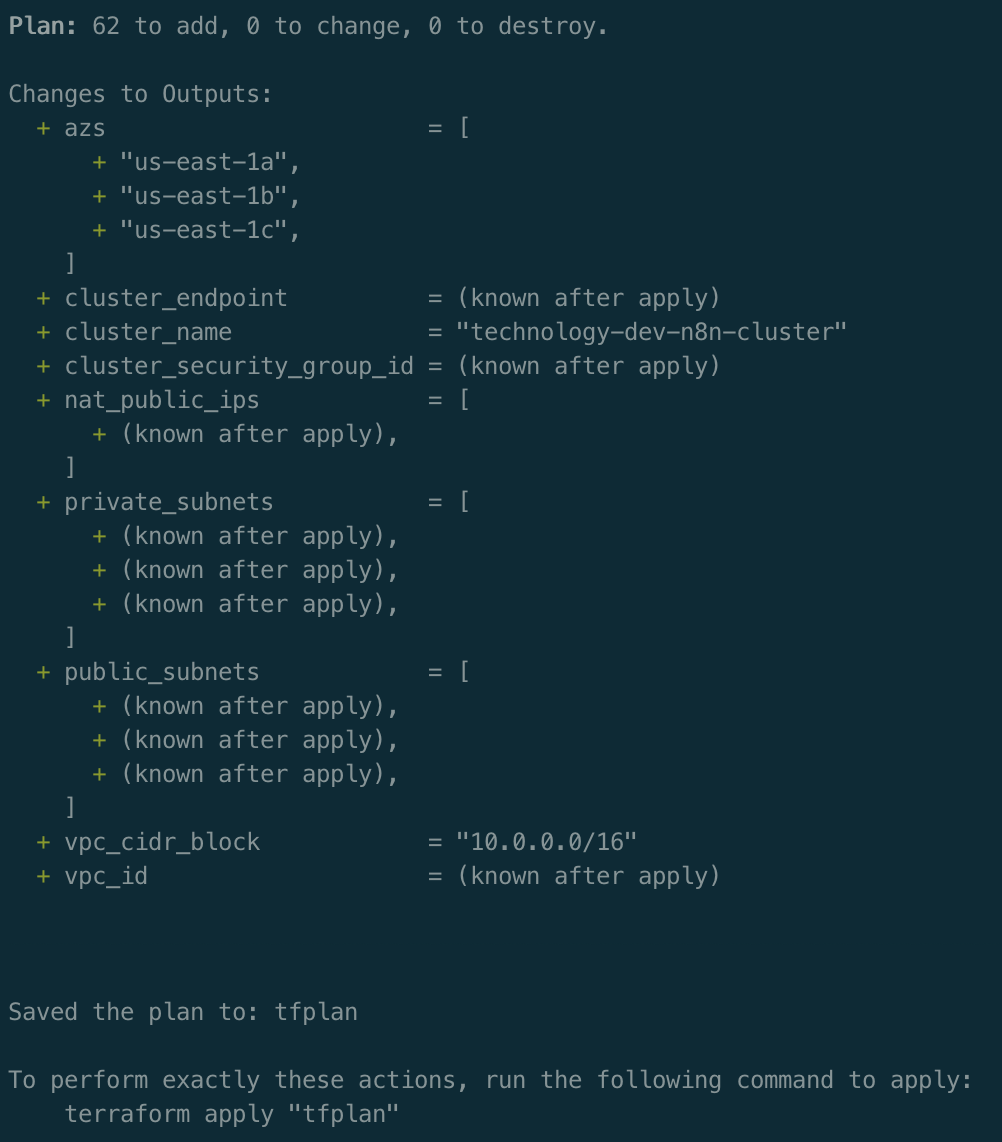 Plan: 62 to add, 0 to change, 0 to destroy.
Changes to Outputs:
+ azs = [
+ "us-east-1a",
+ "us-east-1b",
+ "us-east-1c",
]
+ cluster_endpoint = (known after apply)
+ cluster_name = "technology-dev-n8n-cluster"
+ cluster_security_group_id = (known after apply)
+ nat_public_ips = [
+ (known after apply),
]
+ private_subnets = [
+ (known after apply),
+ (known after apply),
+ (known after apply),
]
+ public_subnets = [
+ (known after apply),
+ (known after apply),
+ (known after apply),
]
+ vpc_cidr_block = "10.0.0.0/16"
+ vpc_id = (known after apply)
Saved the plan to: tfplan
To perform exactly these actions, run the following command to apply:
terraform apply "tfplan"